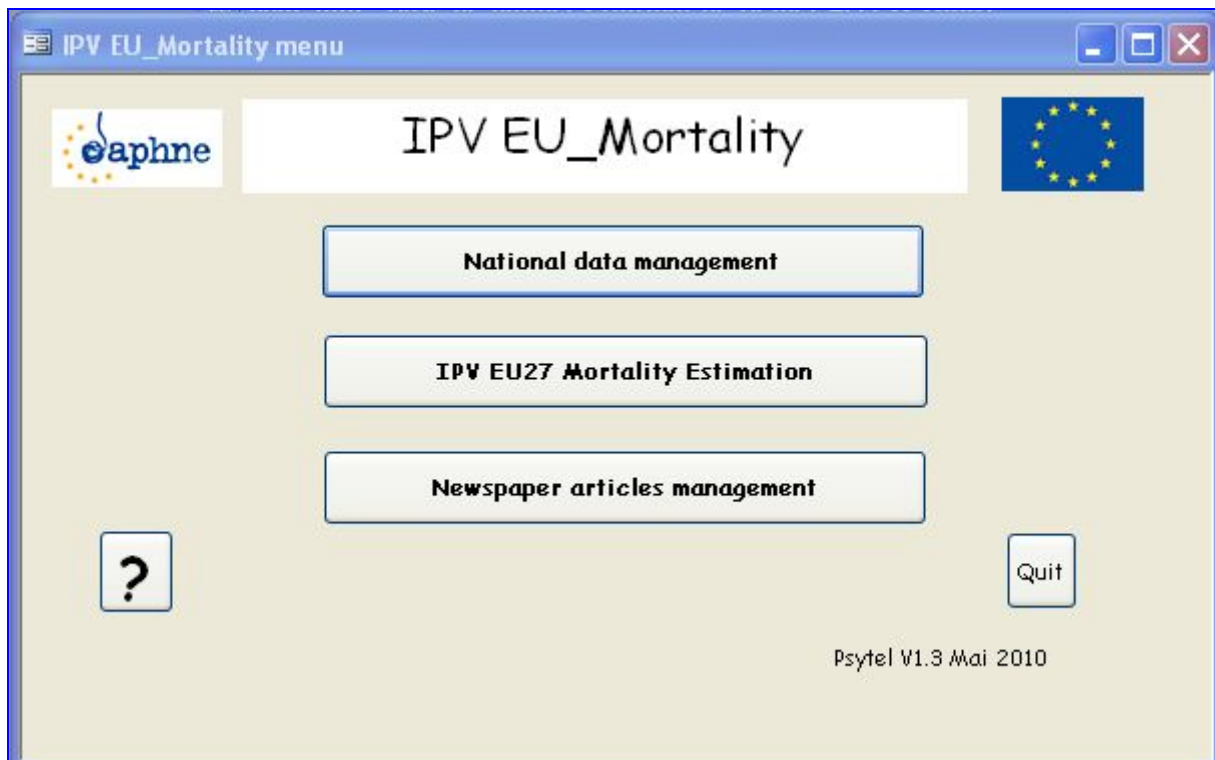 IPV EU_Mortality menu
daphne
IPV EU_Mortality
National data management
IPV EU27 Mortality Estimation
Newspaper articles management
?
Quit
Psytel V1.3 Mai 2010